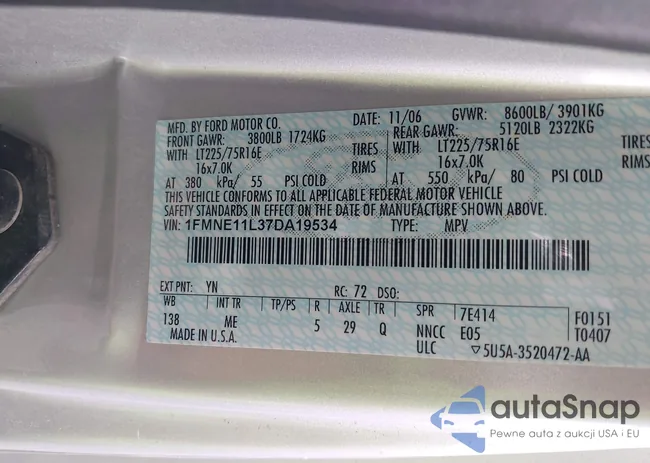 MFD. BY FORD MOTOR CO.
DATE: 11/06 GVWR: 8600LB/ 3901KG
FRONT GAWR: 3800LB 1724KG
REAR GAWR: 5120LB 2322KG
WITH LT225/75R16E TIRES
WITH LT225/75R16E TIRES
16x7.0K RIMS
16x7.0K RIMS
AT 380 kPa/ 55 PSI COLD
AT 550 kPa/ 80 PSI COLD
THIS VEHICLE CONFORMS TO ALL APPLICABLE FEDERAL MOTOR VEHICLE
SAFETY STANDARDS IN EFFECT ON THE DATE OF MANUFACTURE SHOWN ABOVE.
VIN: 1FMNE11L37DA19534 TYPE: MPV
EXT PNT: YN RC: 72 DSO:
WB INT TR TP/PS R AXLE TR SPR 7E414 F0151
138 ME 5 29 Q NNCC E05 T0407
MADE IN U.S.A. ULC ▽5U5A-3520472-AA
autaSnap
Pewne auta z aukcji USA i EU